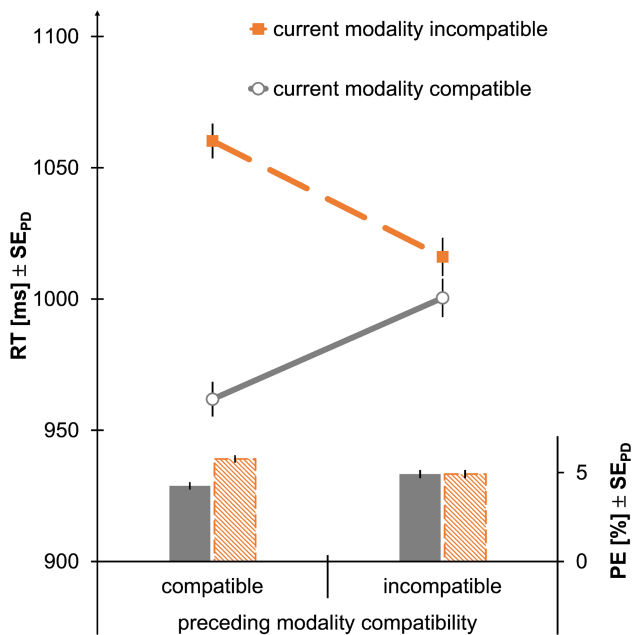 current modality incompatible
current modality compatible
1100
1050
1000
950
900
RT [ms] ± SEPD
5
0
PE [%] ± SEPD
compatible
incompatible
preceding modality compatibility